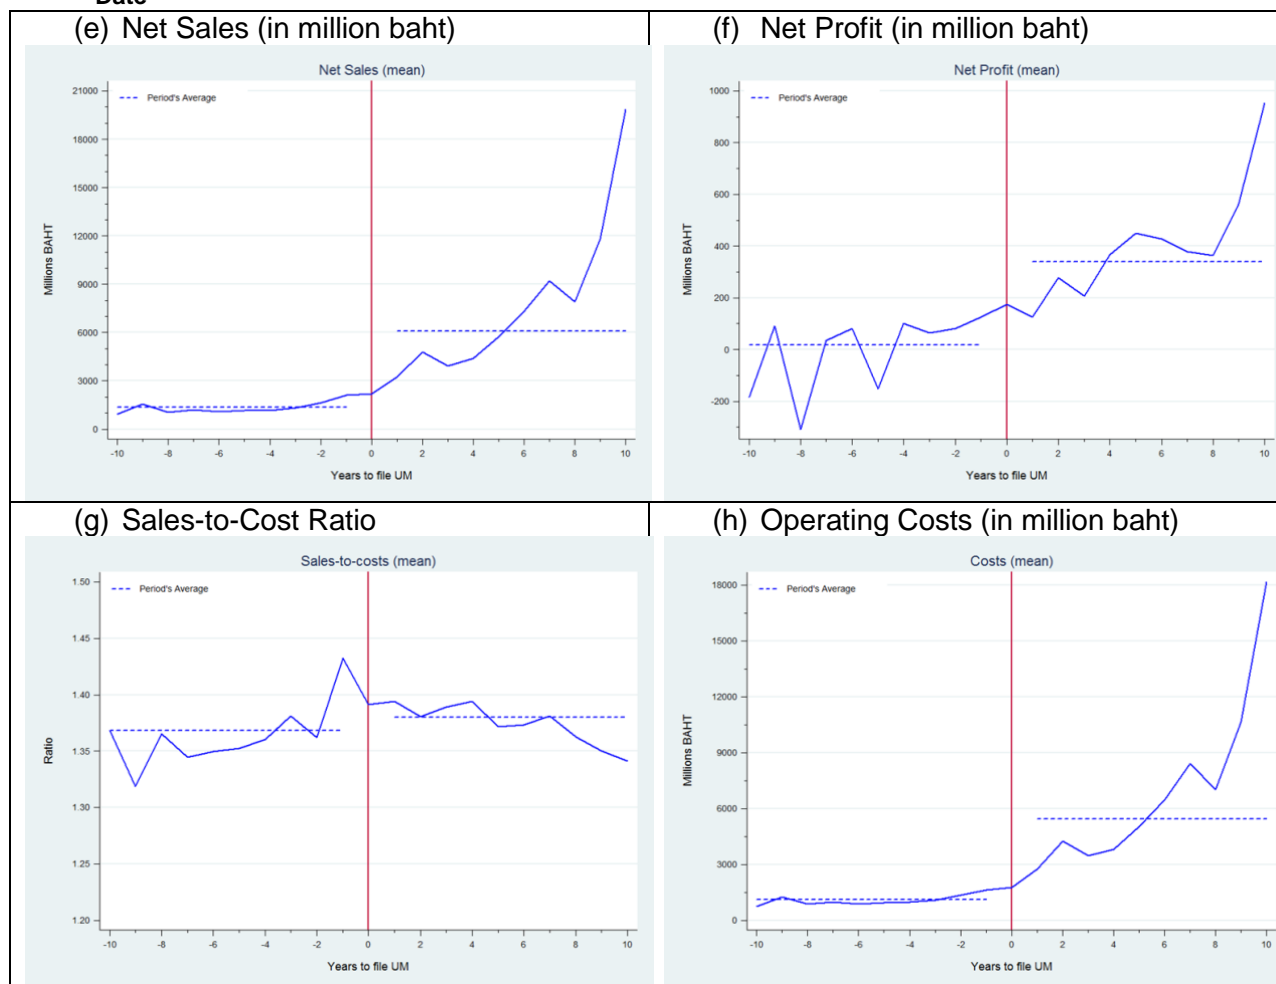 Date
(e) Net Sales (in million baht)
Net Sales (mean)
Period's Average
21000
18000
15000
12000
9000
6000
3000
0
Millions BAHT
-10 -8 -6 -4 -2 0 2 4 6 8 10
Years to file UM
(f) Net Profit (in million baht)
Net Profit (mean)
Period's Average
1000
800
600
400
200
0
-200
Millions BAHT
-10 -8 -6 -4 -2 0 2 4 6 8 10
Years to file UM
(g) Sales-to-Cost Ratio
Sales-to-costs (mean)
Period's Average
1.50
1.45
1.40
1.35
1.30
1.25
1.20
Ratio
-10 -8 -6 -4 -2 0 2 4 6 8 10
Years to file UM
(h) Operating Costs (in million baht)
Costs (mean)
Period's Average
18000
15000
12000
9000
6000
3000
0
Millions BAHT
-10 -8 -6 -4 -2 0 2 4 6 8 10
Years to file UM